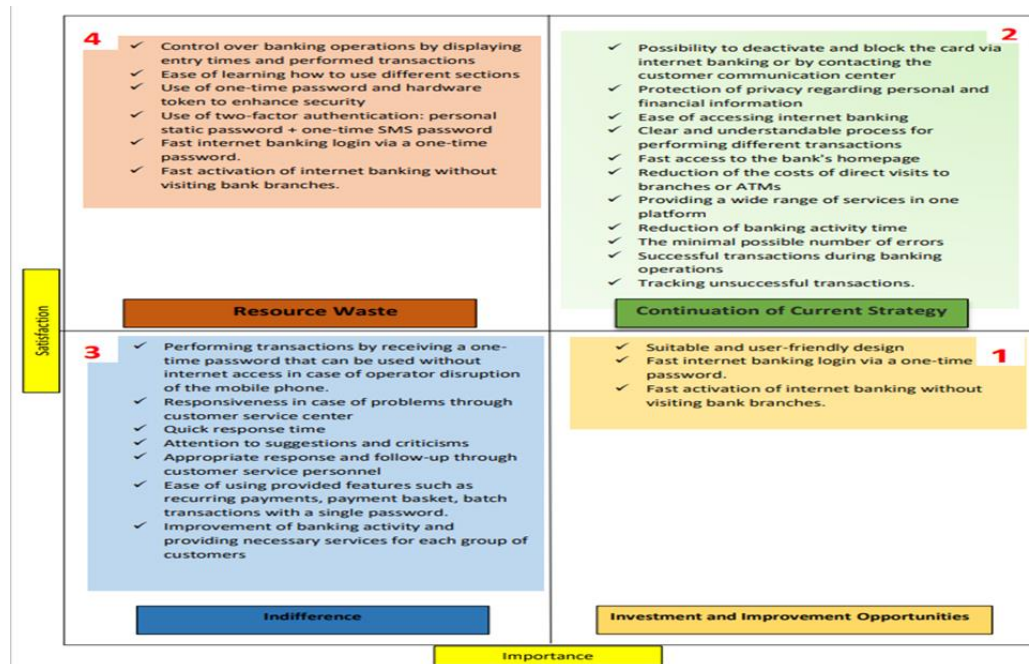 4
Control over banking operations by displaying
entry times and performed transactions
Ease of learning how to use different sections
Use of one-time password and hardware
token to enhance security
Use of two-factor authentication: personal
static password + one-time SMS password
Fast internet banking login via a one-time
password.
Fast activation of internet banking without
visiting bank branches.
Resource Waste
2
Possibility to deactivate and block the card via
internet banking or by contacting the
customer communication center
Protection of privacy regarding personal and
financial information
Ease of accessing internet banking
Clear and understandable process for
performing different transactions
Fast access to the bank's homepage
Reduction of the costs of direct visits to
branches or ATMs
Providing a wide range of services in one
platform
Reduction of banking activity time
The minimal possible number of errors
Successful transactions during banking
operations
Tracking unsuccessful transactions.
Continuation of Current Strategy
Satisfaction
3
Performing transactions by receiving a one-
time password that can be used without
internet access in case of operator disruption
of the mobile phone.
Responsiveness in case of problems through
customer service center
Quick response time
Attention to suggestions and criticisms
Appropriate response and follow-up through
customer service personnel
Ease of using provided features such as
recurring payments, payment basket, batch
transactions with a single password.
Improvement of banking activity and
providing necessary services for each group of
customers
Indifference
1
Suitable and user-friendly design
Fast internet banking login via a one-time
password.
Fast activation of internet banking without
visiting bank branches.
Investment and Improvement Opportunities
Importance